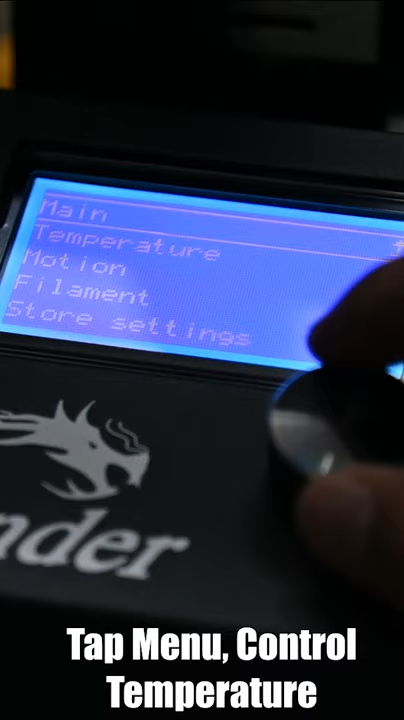 Main
Temperature
Motion
Filament
Store settings
nder
Tap Menu, Control
Temperature